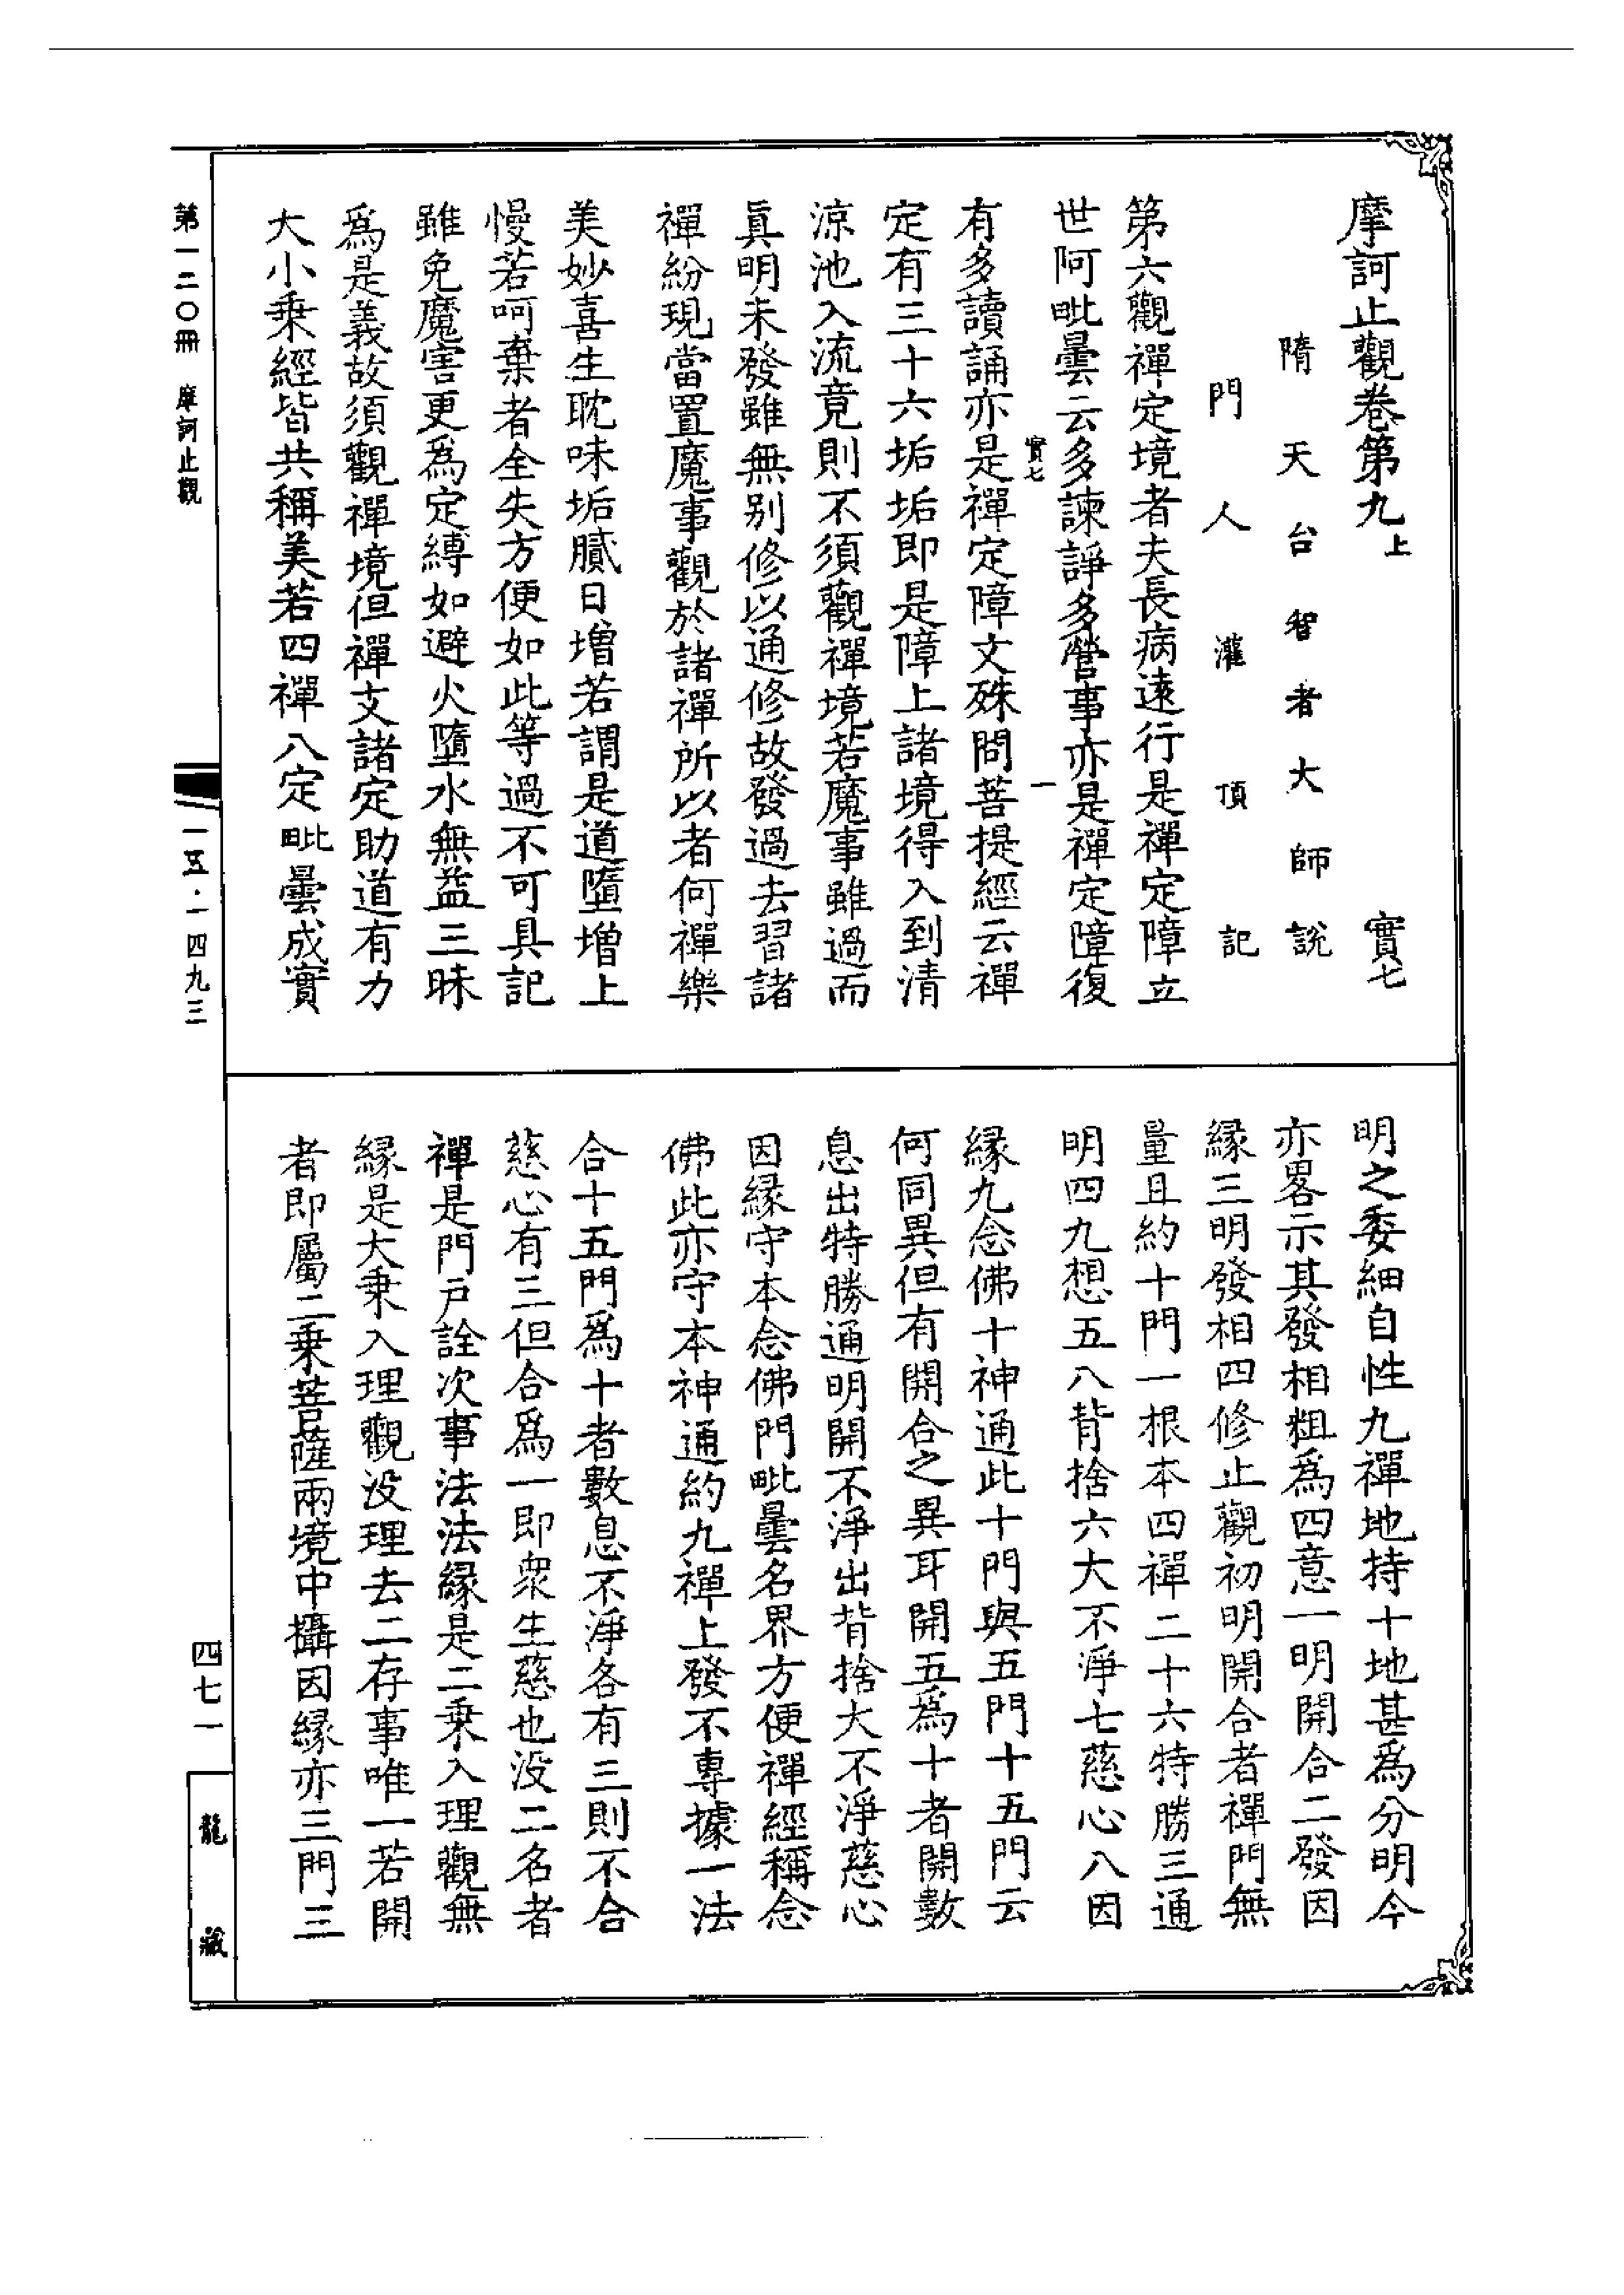 摩訶止觀卷第九上 實七
隋天台智者大師說
門人灌頂記
第六觀禪定境者夫長病遠行是禪定障立
世阿毗曇云多諫諍多營事亦是禪定障復
實七 一
有多讀誦亦是禪定障文殊問菩提經云禪
定有三十六垢垢即是障上諸境得入到清
涼池入流竟則不須觀禪境若魔事雖過而
眞明未發雖無別修以通修故發過去習諸
禪紛現當置魔事觀於諸禪所以者何禪樂
美妙喜生耽味垢膩日增若謂是道墮增上
慢若呵棄者全失方便如此等過不可具記
雖免魔害更爲定縛如避火墮水無益三昧
爲是義故須觀禪境但禪支諸定助道有力
大小乘經皆共稱美若四禪八定毗曇成實
明之委細自性九禪地持十地甚爲分明今
亦畧示其發相粗爲四意一明開合二發因
緣三明發相四修止觀初明開合者禪門無
量且約十門一根本四禪二十六特勝三通
明四九想五八背捨六大不淨七慈心八因
緣九念佛十神通此十門與五門十五門云
何同異但有開合之異耳開五爲十者開數
息出特勝通明開不淨出背捨大不淨慈心
因緣守本念佛門毗曇名界方便禪經稱念
佛此亦守本神通約九禪上發不專據一法
合十五門爲十者數息不淨各有三則不合
慈心有三但合爲一即衆生慈也沒二名者
禪是門戶詮次事法法緣是二乘入理觀無
緣是大乘入理觀沒理去二存事唯一若開
者即屬二乘菩薩兩境中攝因緣亦三門三
第一二〇冊 摩訶止觀
一五·一四九三
四七一
龍藏